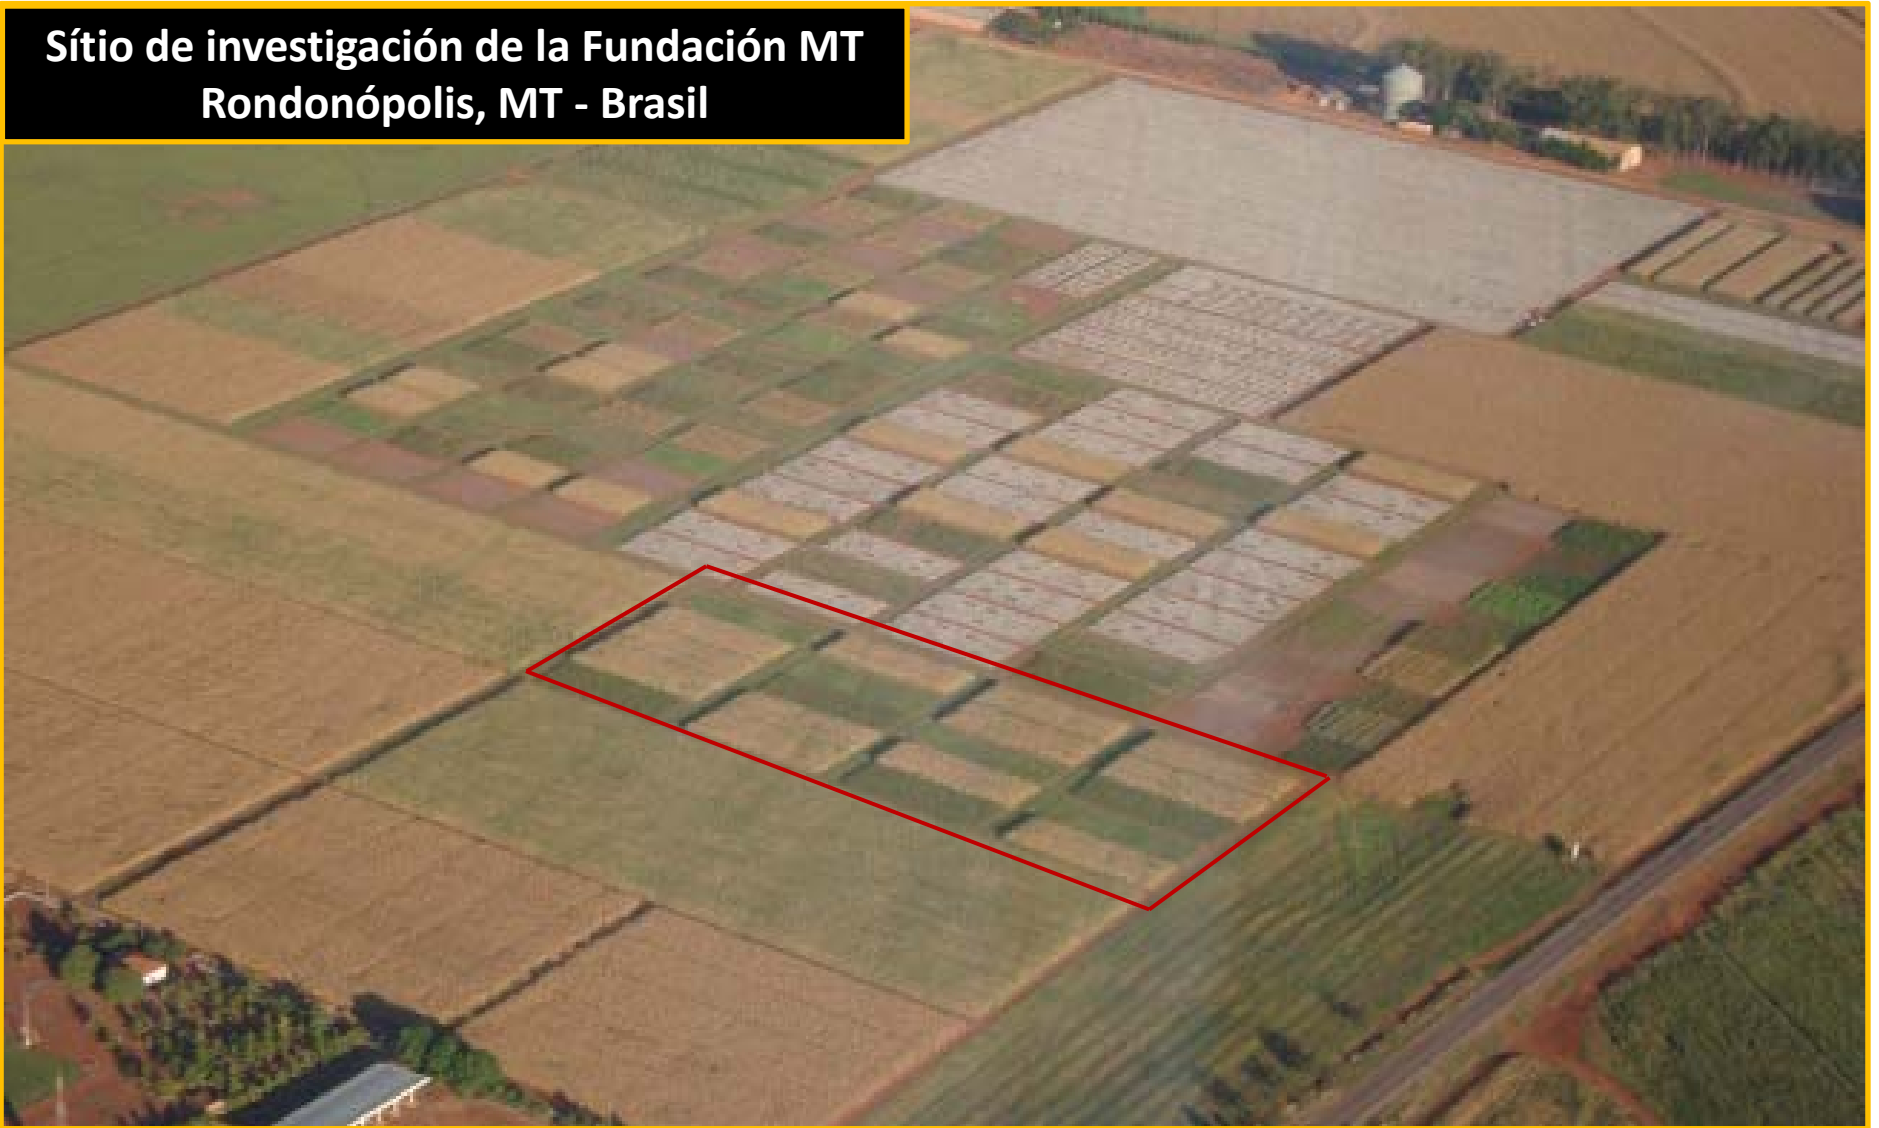 Sítio de investigación de la Fundación MT
Rondonópolis, MT - Brasil